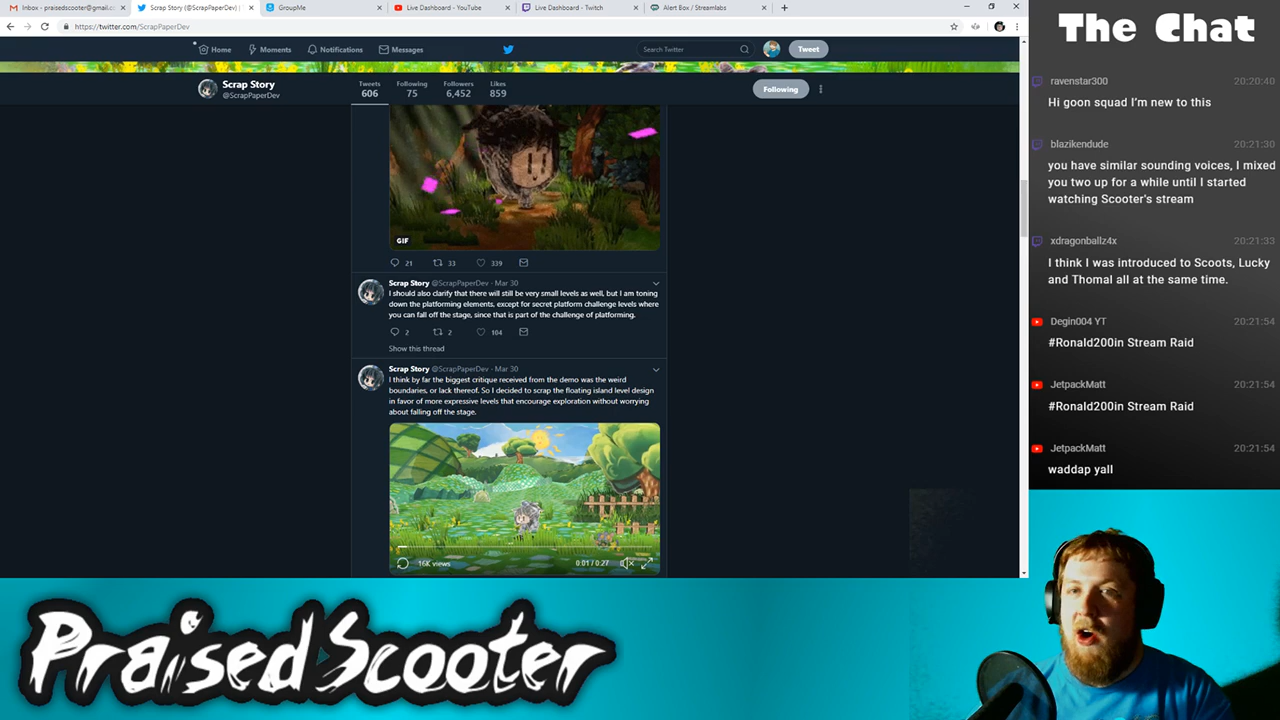 Inbox - praisedscooter@gmail.c
Scrap Story (@ScrapPaperDev)
GroupMe
Live Dashboard - YouTube
Live Dashboard - Twitch
Alert Box / Streamlabs
https://twitter.com/ScrapPaperDev
Home
Moments
Notifications
Messages
Search Twitter
Tweet
Scrap Story
@ScrapPaperDev
Tweets
606
Following
75
Followers
6,452
Likes
859
Following
GIF
21
33
339
Scrap Story @ScrapPaperDev · Mar 30
I should also clarify that there will still be very small levels as well, but I am toning
down the platforming elements, except for secret platform challenge levels where
you can fall off the stage, since that is part of the challenge of platforming.
2
2
104
Show this thread
Scrap Story @ScrapPaperDev · Mar 30
I think by far the biggest critique received from the demo was the weird
boundaries, or lack thereof. So I decided to scrap the floating island level design
in favor of more expressive levels that encourage exploration without worrying
about falling off the stage.
16K views
0:01 / 0:27
The Chat
ravenstar300 20:20:40
Hi goon squad I'm new to this
blazikendude 20:21:30
you have similar sounding voices, I mixed
you two up for a while until I started
watching Scooter's stream
xdragonballz4x 20:21:33
I think I was introduced to Scoots, Lucky
and Thomal all at the same time.
Degin004 YT 20:21:54
#Ronald200in Stream Raid
JetpackMatt 20:21:54
#Ronald200in Stream Raid
JetpackMatt 20:21:54
waddap yall
PraisedScooter